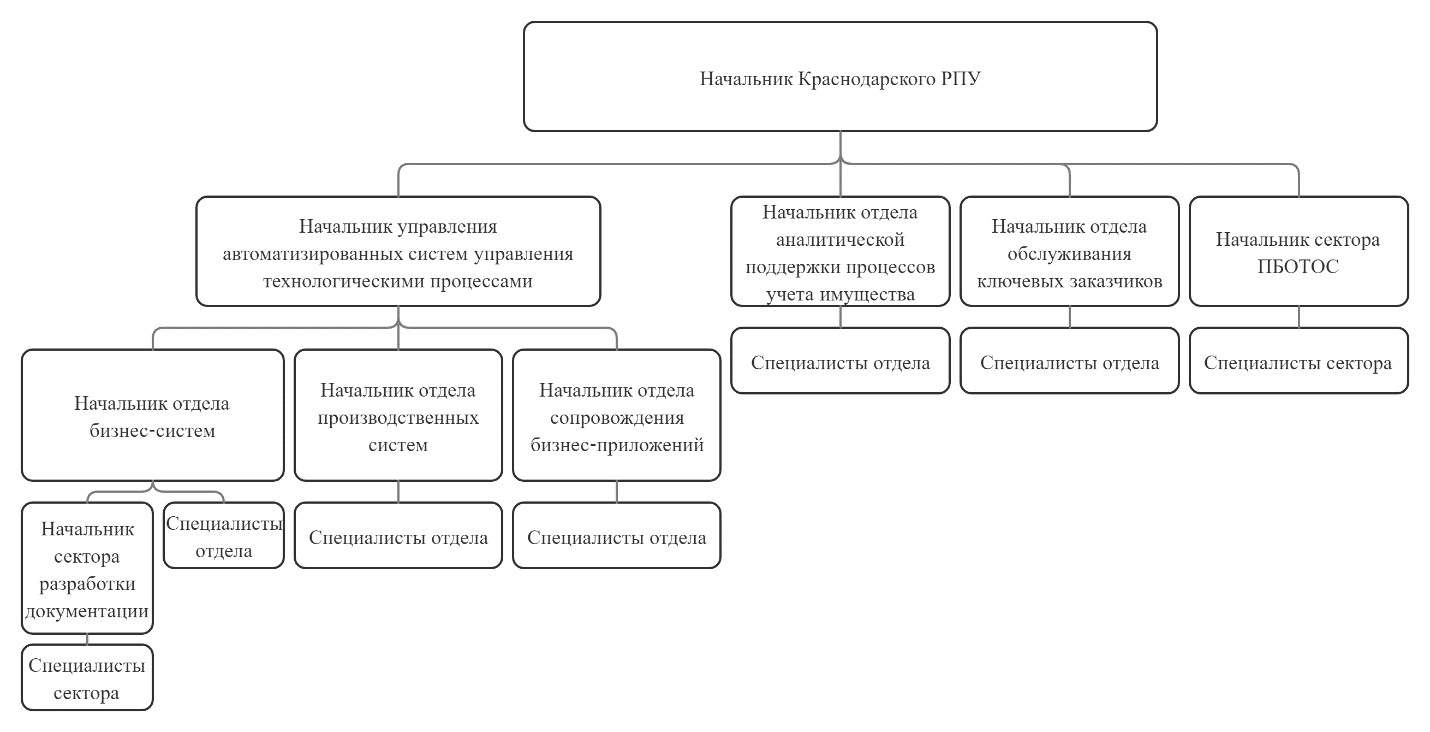 Начальник Краснодарского РПУ
Начальник управления
автоматизированных систем управления
технологическими процессами
Начальник отдела
аналитической
поддержки процессов
учета имущества
Начальник отдела
обслуживания
ключевых заказчиков
Начальник сектора
ПБОТОС
Специалисты отдела
Специалисты отдела
Специалисты сектора
Начальник отдела
бизнес-систем
Начальник отдела
производственных
систем
Начальник отдела
сопровождения
бизнес-приложений
Начальник
сектора
разработки
документации
Специалисты
отдела
Специалисты отдела
Специалисты отдела
Специалисты
сектора